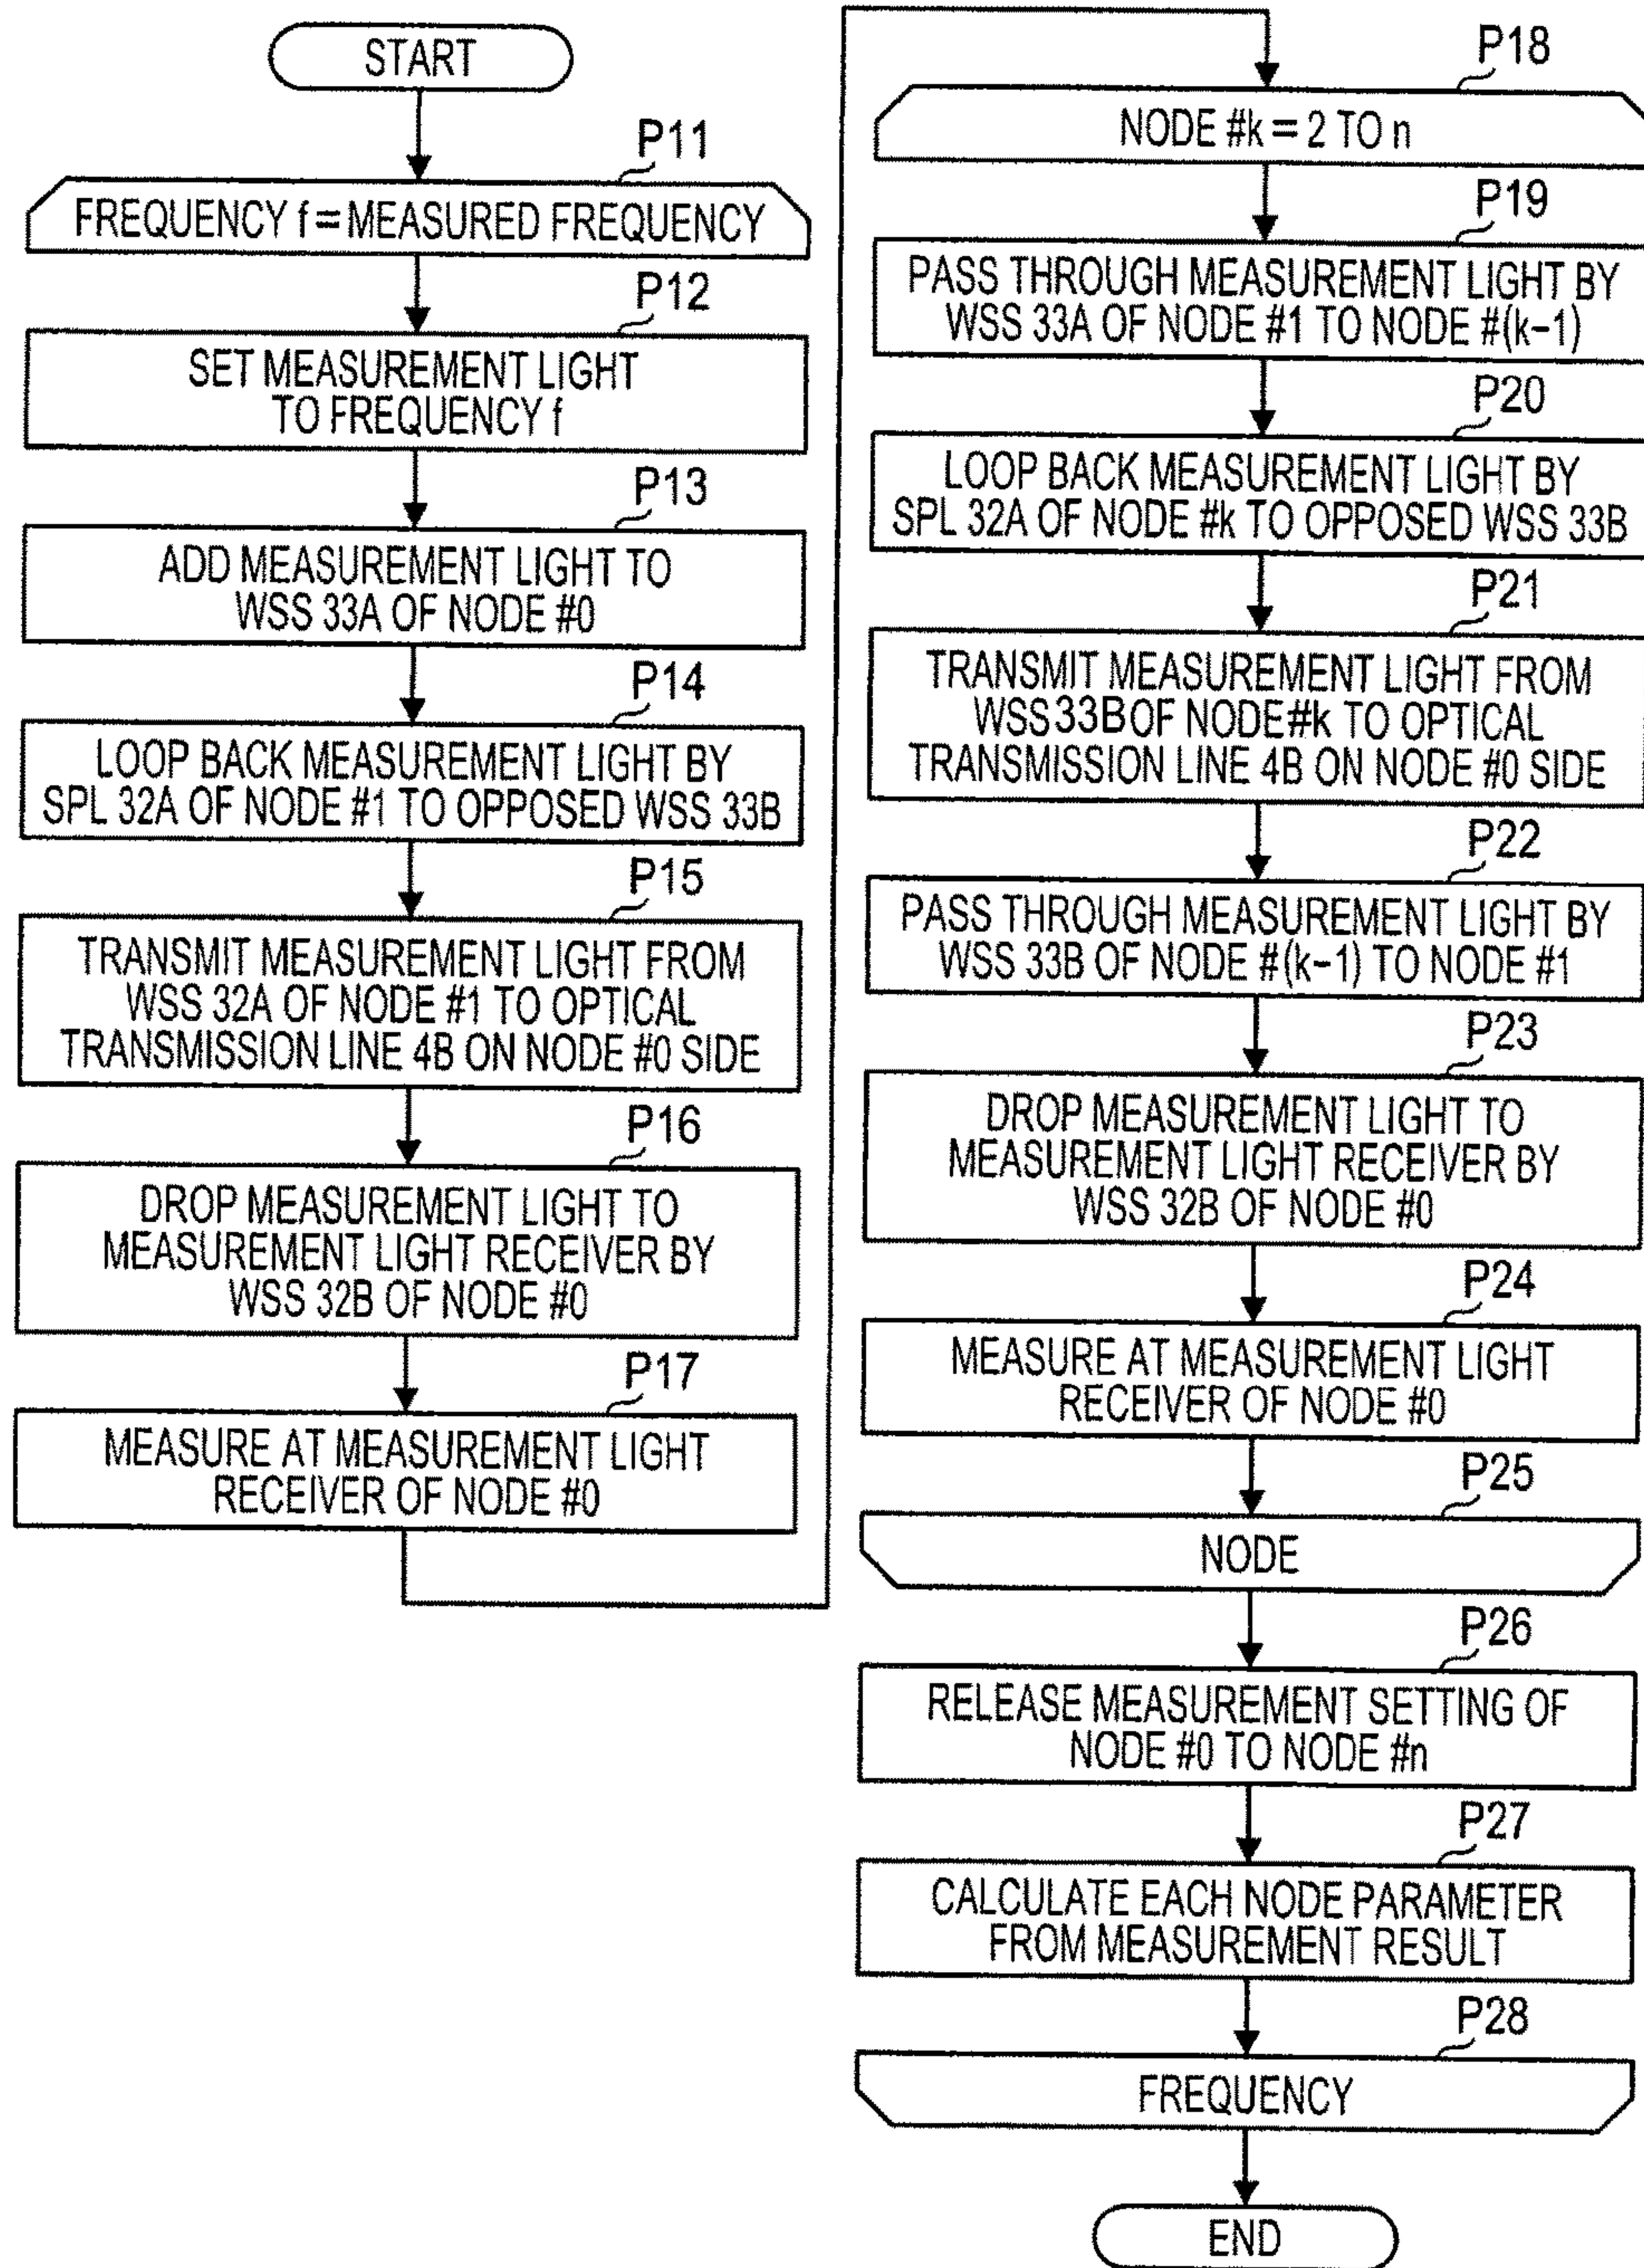 START
P11
FREQUENCY f = MEASURED FREQUENCY
P12
SET MEASUREMENT LIGHT
TO FREQUENCY f
P13
ADD MEASUREMENT LIGHT TO
WSS 33A OF NODE #0
P14
LOOP BACK MEASUREMENT LIGHT BY
SPL 32A OF NODE #1 TO OPPOSED WSS 33B
P15
TRANSMIT MEASUREMENT LIGHT FROM
WSS 32A OF NODE #1 TO OPTICAL
TRANSMISSION LINE 4B ON NODE #0 SIDE
P16
DROP MEASUREMENT LIGHT TO
MEASUREMENT LIGHT RECEIVER BY
WSS 32B OF NODE #0
P17
MEASURE AT MEASUREMENT LIGHT
RECEIVER OF NODE #0
P18
NODE #k = 2 TO n
P19
PASS THROUGH MEASUREMENT LIGHT BY
WSS 33A OF NODE #1 TO NODE #(k-1)
P20
LOOP BACK MEASUREMENT LIGHT BY
SPL 32A OF NODE #k TO OPPOSED WSS 33B
P21
TRANSMIT MEASUREMENT LIGHT FROM
WSS 33B OF NODE #k TO OPTICAL
TRANSMISSION LINE 4B ON NODE #0 SIDE
P22
PASS THROUGH MEASUREMENT LIGHT BY
WSS 33B OF NODE #(k-1) TO NODE #1
P23
DROP MEASUREMENT LIGHT TO
MEASUREMENT LIGHT RECEIVER BY
WSS 32B OF NODE #0
P24
MEASURE AT MEASUREMENT LIGHT
RECEIVER OF NODE #0
P25
NODE
P26
RELEASE MEASUREMENT SETTING OF
NODE #0 TO NODE #n
P27
CALCULATE EACH NODE PARAMETER
FROM MEASUREMENT RESULT
P28
FREQUENCY
END